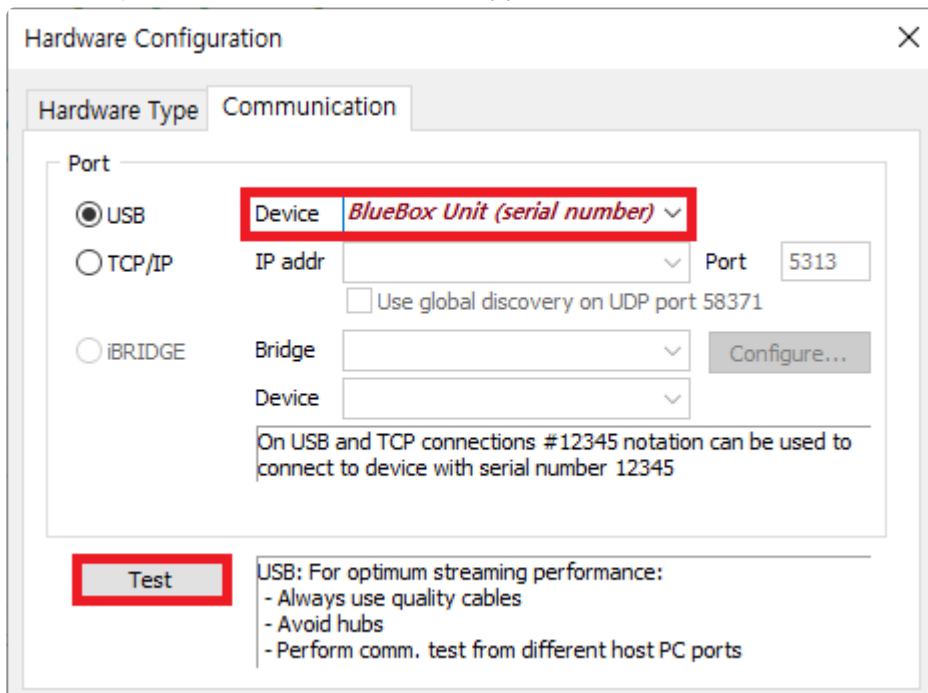 Hardware Configuration
Hardware Type Communication
Port
USB Device BlueBox Unit (serial number)
TCP/IP IP addr Port 5313
Use global discovery on UDP port 58371
iBRIDGE Bridge Configure...
Device
On USB and TCP connections #12345 notation can be used to
connect to device with serial number 12345
Test
USB: For optimum streaming performance:
- Always use quality cables
- Avoid hubs
- Perform comm. test from different host PC ports